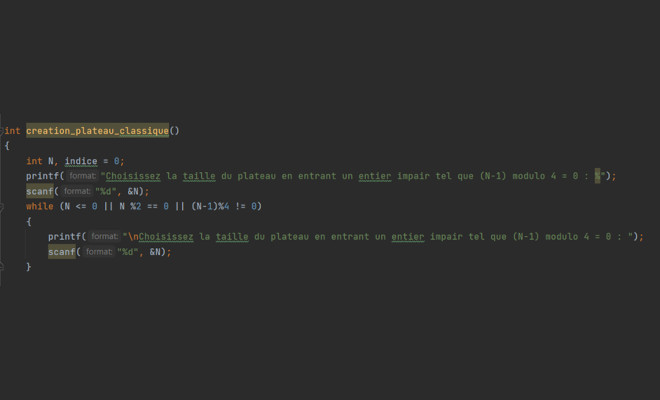 int creation_plateau_classique()
{
int N, indice = 0;
printf( format: "Choisissez la taille du plateau en entrant un entier impair tel que (N-1) modulo 4 = 0 : %");
scanf( format: "%d", &N);
while (N <= 0 || N %2 == 0 || (N-1)%4 != 0)
{
printf( format: "\nChoisissez la taille du plateau en entrant un entier impair tel que (N-1) modulo 4 = 0 : ");
scanf( format: "%d", &N);
}